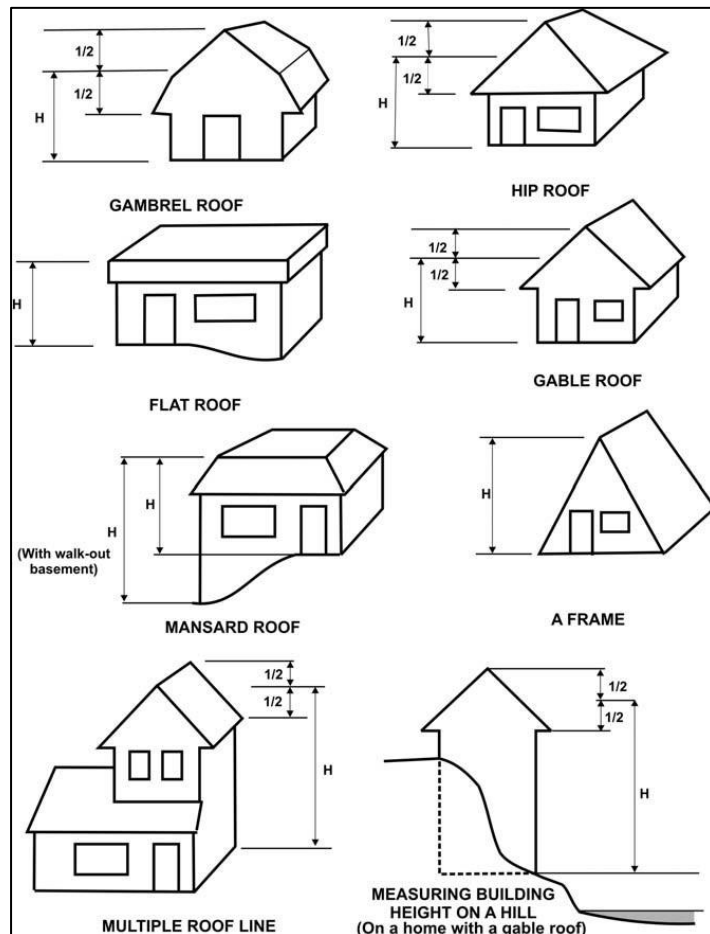 1/2
1/2
H
GAMBREL ROOF
1/2
1/2
H
HIP ROOF
H
FLAT ROOF
1/2
1/2
H
GABLE ROOF
H
H
(With walk-out
basement)
MANSARD ROOF
H
A FRAME
1/2
1/2
H
MULTIPLE ROOF LINE
1/2
1/2
H
MEASURING BUILDING
HEIGHT ON A HILL
(On a home with a gable roof)